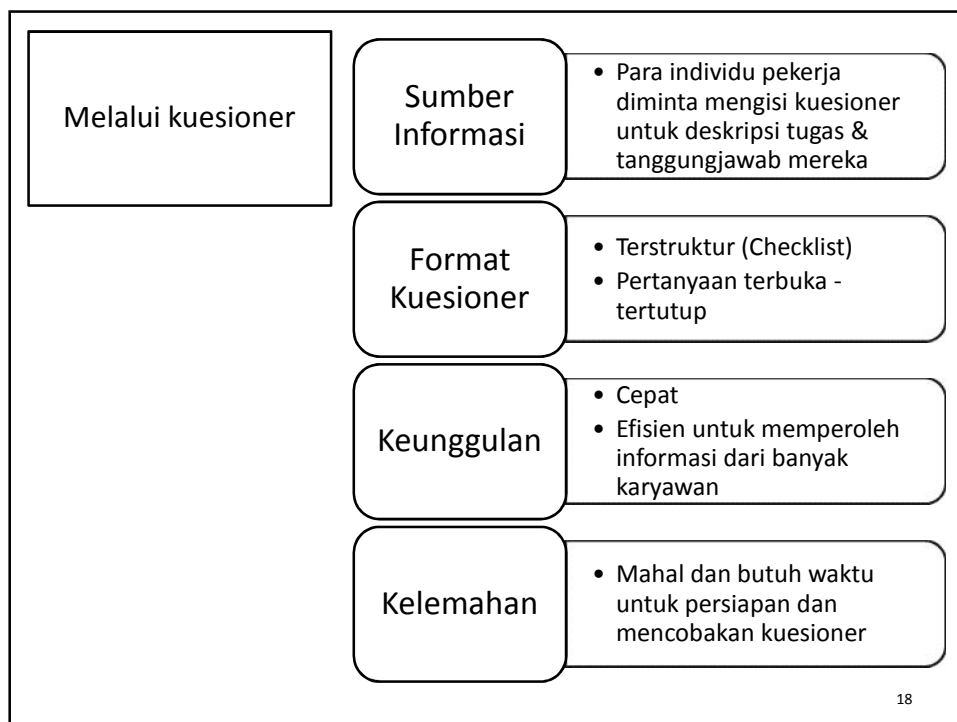 Melalui kuesioner
Sumber
Informasi
• Para individu pekerja
diminta mengisi kuesioner
untuk deskripsi tugas &
tanggungjawab mereka
Format
Kuesioner
• Terstruktur (Checklist)
• Pertanyaan terbuka -
tertutup
Keunggulan
• Cepat
• Efisien untuk memperoleh
informasi dari banyak
karyawan
Kelemahan
• Mahal dan butuh waktu
untuk persiapan dan
mencobakan kuesioner
18